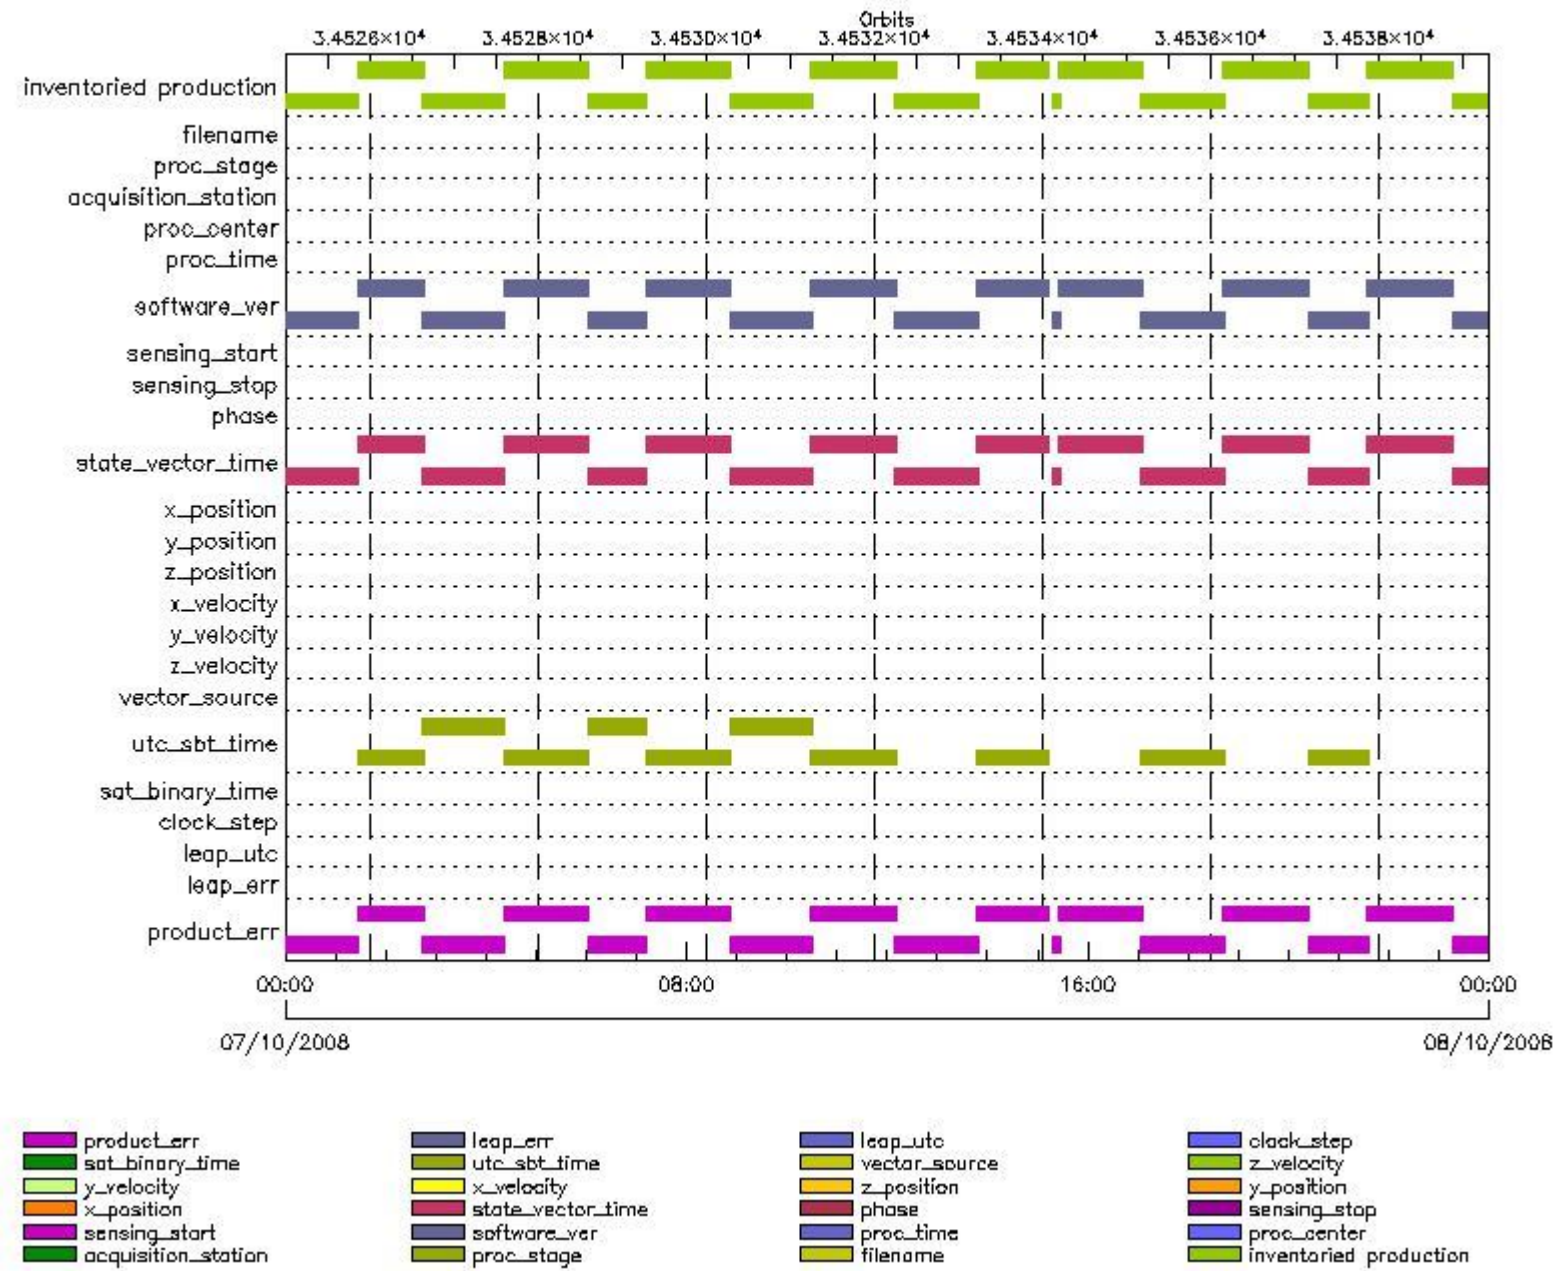 Orbits
3.4526×10⁴ 3.4528×10⁴ 3.4530×10⁴ 3.4532×10⁴ 3.4534×10⁴ 3.4536×10⁴ 3.4538×10⁴
inventoried production
filename
proc_stage
acquisition_station
proc_center
proc_time
software_ver
sensing_start
sensing_stop
phase
state_vector_time
x_position
y_position
z_position
x_velocity
y_velocity
z_velocity
vector_source
utc_sbt_time
sat_binary_time
clock_step
leap_utc
leap_err
product_err
00:00 08:00 16:00 00:00
07/10/2008 08/10/2008
product_err leap_err leap_utc clock_step
sat_binary_time utc_sbt_time vector_source z_velocity
y_velocity x_velocity z_position y_position
x_position state_vector_time phase sensing_stop
sensing_start software_ver proc_time proc_center
acquisition_station proc_stage filename inventoried production